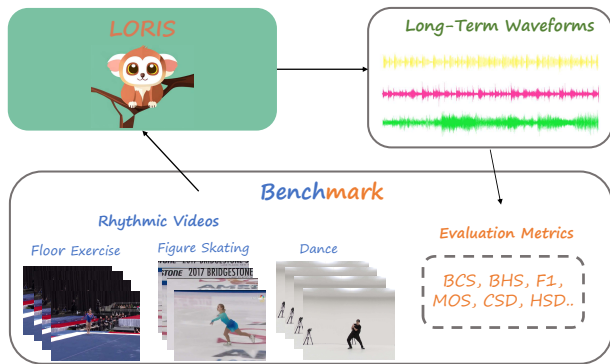 LORIS
Long-Term Waveforms
Benchmark
Rhythmic Videos
Floor Exercise
Figure Skating
Dance
STONE 2017 BRIDGESTONE
Evaluation Metrics
BCS, BHS, F1,
MOS, CSD, HSD..